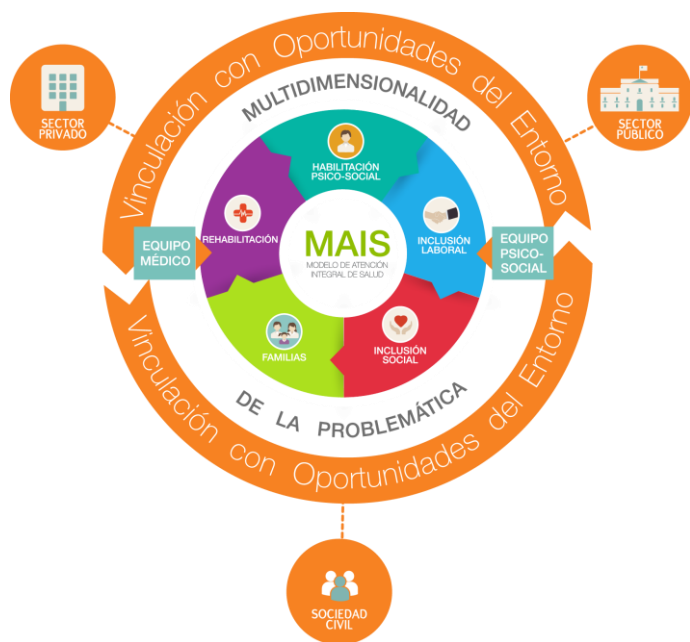 Vinculación con Oportunidades del Entorno
SECTOR
PRIVADO
SECTOR
PÚBLICO
MULTIDIMENSIONALIDAD
HABILITACIÓN
PSICO-SOCIAL
REHABILITACIÓN
INCLUSIÓN
LABORAL
EQUIPO
MÉDICO
MAIS
MODELO DE ATENCIÓN
INTEGRAL DE SALUD
EQUIPO
PSICO-
SOCIAL
FAMILIAS
INCLUSIÓN
SOCIAL
DE LA PROBLEMÁTICA
Vinculación con Oportunidades del Entorno
SOCIEDAD
CIVIL